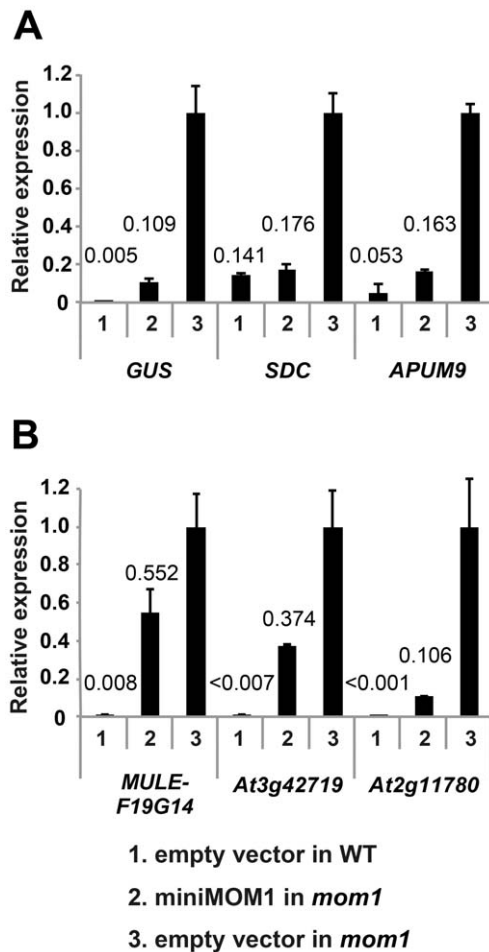 A
Relative expression
1.2
1.0
0.8
0.6
0.4
0.2
0
0.005
0.109
0.141
0.176
0.053
0.163
1 2 3 1 2 3 1 2 3
GUS SDC APUM9
B
Relative expression
1.2
1.0
0.8
0.6
0.4
0.2
0
0.008
0.552
<0.007
0.374
<0.001
0.106
1 2 3 1 2 3 1 2 3
MULE-
F19G14 At3g42719 At2g11780
1. empty vector in WT
2. miniMOM1 in mom1
3. empty vector in mom1